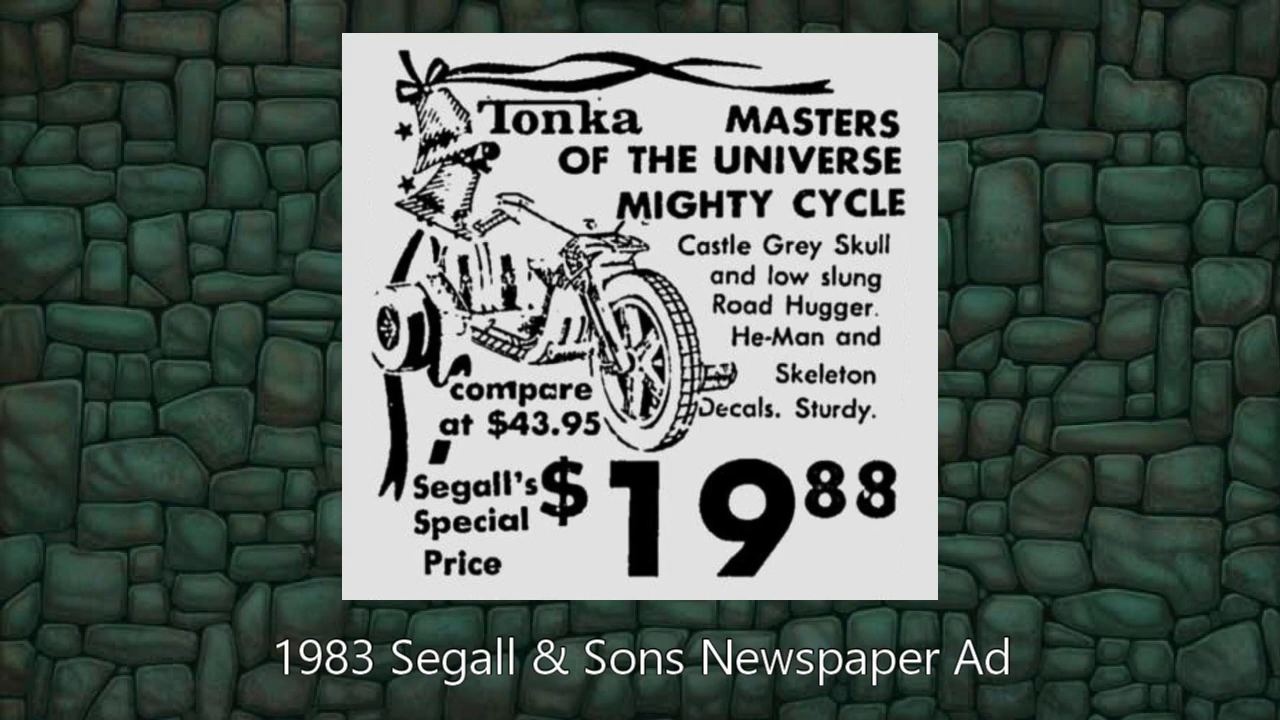 Tonka
MASTERS
OF THE UNIVERSE
MIGHTY CYCLE
Castle Grey Skull
and low slung
Road Hugger.
He-Man and
Skeleton
Decals. Sturdy.
compare
at $43.95
Segall's
Special
Price
$19 88
1983 Segall & Sons Newspaper Ad